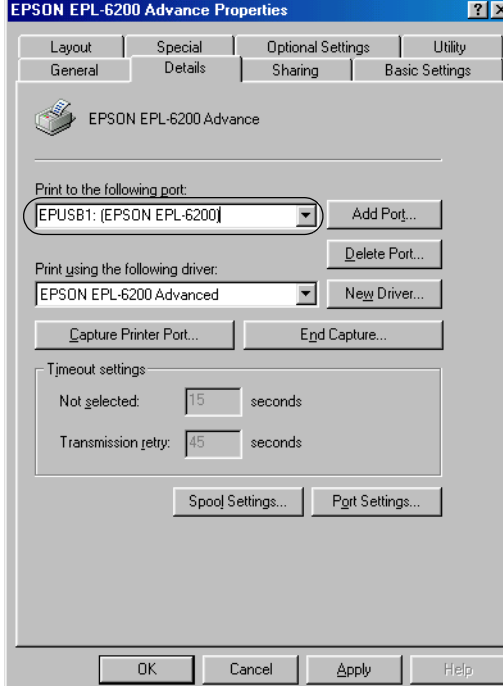 EPSON EPL-6200 Advance Properties
Layout Special Optional Settings Utility
General Details Sharing Basic Settings
EPSON EPL-6200 Advance
Print to the following port:
EPUSB1: (EPSON EPL-6200) Add Port...
Delete Port...
Print using the following driver:
EPSON EPL-6200 Advanced New Driver...
Capture Printer Port... End Capture...
Timeout settings
Not selected: 15 seconds
Transmission retry: 45 seconds
Spool Settings... Port Settings...
OK Cancel Apply Help